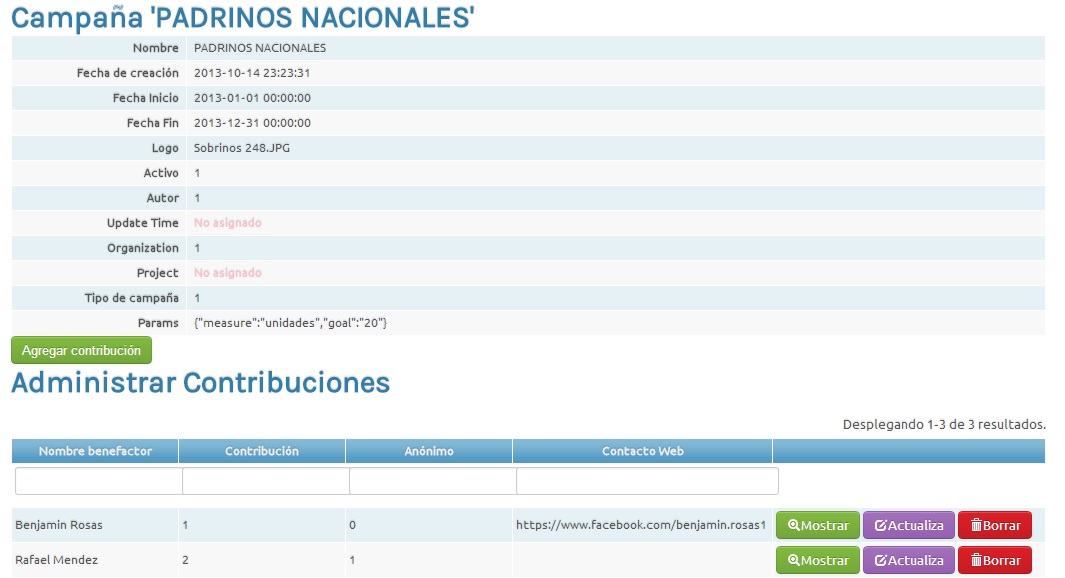 Campaña 'PADRINOS NACIONALES'
Nombre PADRINOS NACIONALES
Fecha de creación 2013-10-14 23:23:31
Fecha Inicio 2013-01-01 00:00:00
Fecha Fin 2013-12-31 00:00:00
Logo Sobrinos 248.JPG
Activo 1
Autor 1
Update Time No asignado
Organization 1
Project No asignado
Tipo de campaña 1
Params {"measure":"unidades","goal":"20"}
Agregar contribución
Administrar Contribuciones
Desplegando 1-3 de 3 resultados.
Nombre benefactor Contribución Anónimo Contacto Web
Benjamin Rosas 1 0 https://www.facebook.com/benjamin.rosas1 Mostrar Actualiza Borrar
Rafael Mendez 2 1 Mostrar Actualiza Borrar